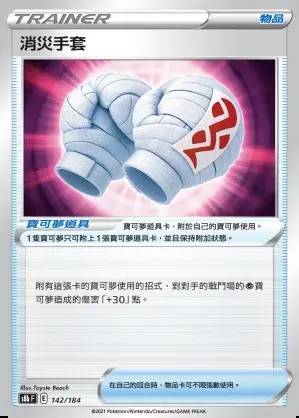 TRAINER 物品
消災手套
寶可夢道具 寶可夢道具卡，附於自己的寶可夢使用。
1隻寶可夢只可附上1張寶可夢道具卡，並且保持附加狀態。
附有這張卡的寶可夢使用的招式，對對手的戰鬥場的超寶
可夢造成的傷害「+30」點。
Illus.Toyste Beach
s8b F E 142/184
在自己的回合時，物品卡可不限張數使用。
©2021 Pokémon/Nintendo/Creatures/GAME FREAK.